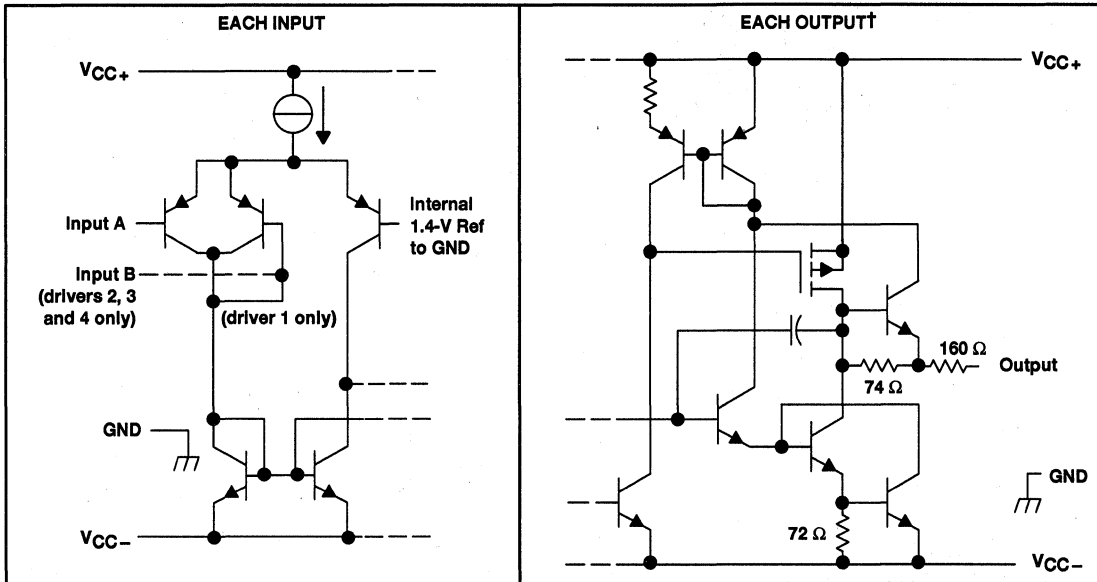 EACH INPUT
VCC+
Input A
Internal
1.4-V Ref
to GND
Input B
(drivers 2, 3
and 4 only)
(driver 1 only)
GND
VCC−
EACH OUTPUT†
VCC+
160 Ω
Output
74 Ω
GND
72 Ω
VCC−